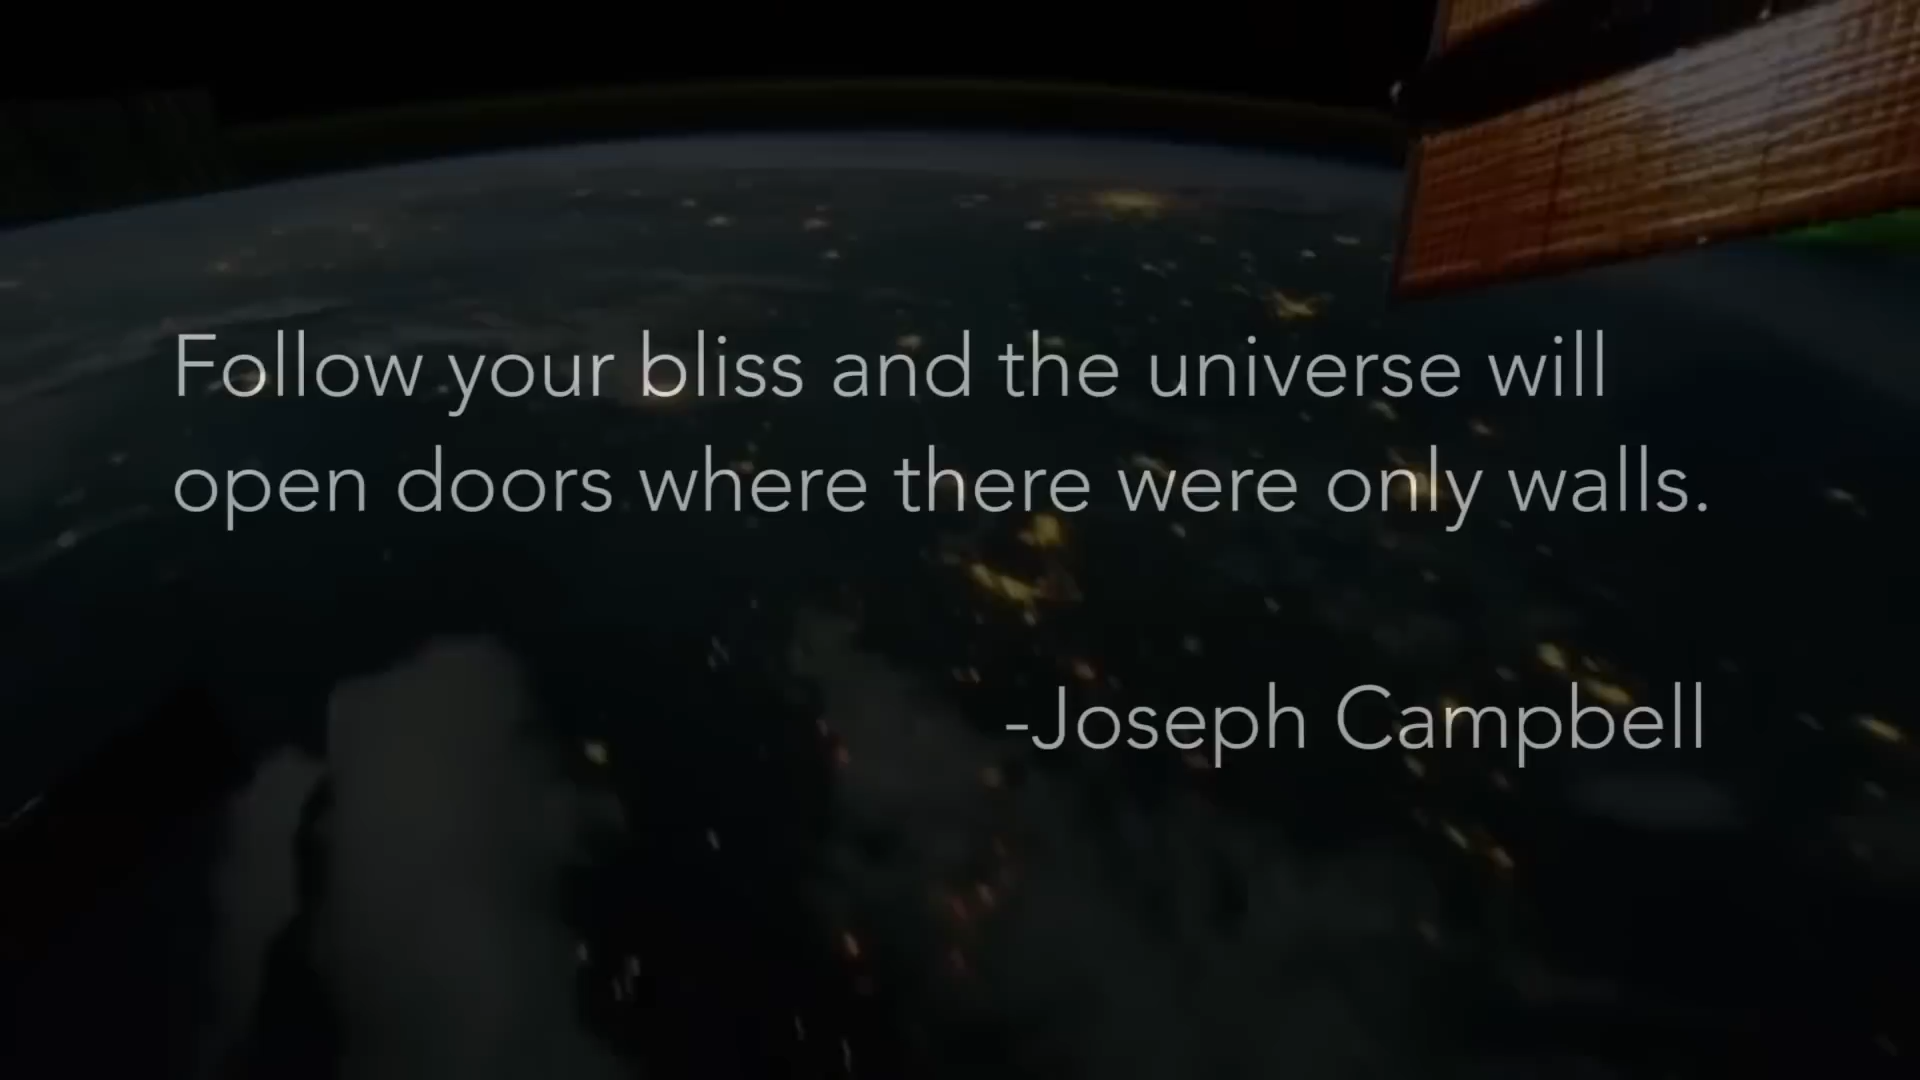 Follow your bliss and the universe will
open doors where there were only walls.
-Joseph Campbell